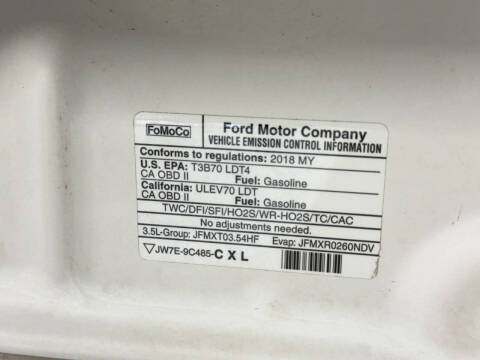 FoMoCo
Ford Motor Company
VEHICLE EMISSION CONTROL INFORMATION
Conforms to regulations: 2018 MY
U.S. EPA: T3B70 LDT4
CA OBD II Fuel: Gasoline
California: ULEV70 LDT
CA OBD II Fuel: Gasoline
TWC/DFI/SFI/HO2S/WR-HO2S/TC/CAC
No adjustments needed.
3.5L-Group: JFMXT03.54HF Evap: JFMXR0260NDV
JW7E-9C485-C X L